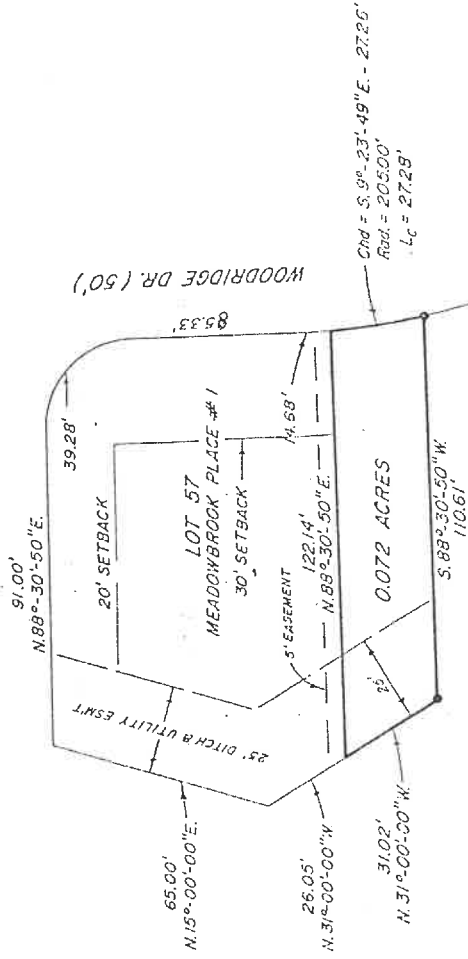 91.00'
N.88°-30'-50"E.
39.28'
20' SETBACK
WOODRIDGE DR. (50')
85.33'
LOT 57
MEADOWBROOK PLACE # 1
30' SETBACK
25' DITCH & UTILITY ESM'T
65.00'
N.15°-00'-00"E.
14.68'
5' EASEMENT
122.14'
N.88°-30'-50"E.
26.05'
N.31°-00'-00"W.
0.072 ACRES
25'
Chd = S.9°-23'-49"E. - 27.26'
Rad. = 205.00'
Lc = 27.28'
31.02'
N.31°-00'-00"W.
S.88°-30'-50"W.
110.61'